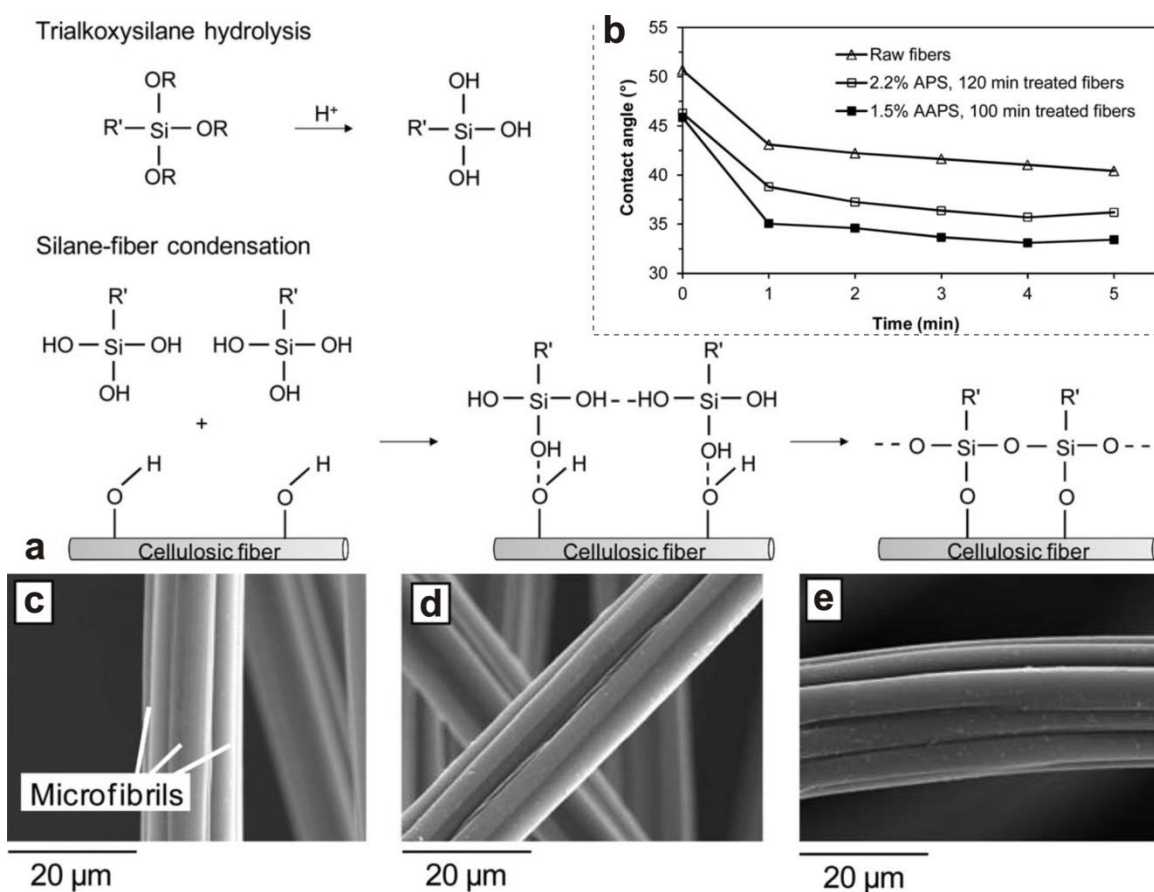 Trialkoxysilane hydrolysis
OR
R'
Si
OR
OR
H⁺
OH
R'
Si
OH
OH
b
55
50
45
40
35
30
Contact angle (°)
Raw fibers
2.2% APS, 120 min treated fibers
1.5% AAPS, 100 min treated fibers
0
1
2
3
4
5
Time (min)
Silane-fiber condensation
R'
R'
HO
Si
OH
HO
Si
OH
OH
OH
+
H
H
O
O
Cellulosic fiber
R'
R'
HO
Si
OH
HO
Si
OH
OH
OH
H
H
O
O
Cellulosic fiber
R'
R'
O
Si
O
Si
O
O
O
Cellulosic fiber
a
c
Microfibrils
20 μm
d
20 μm
e
20 μm